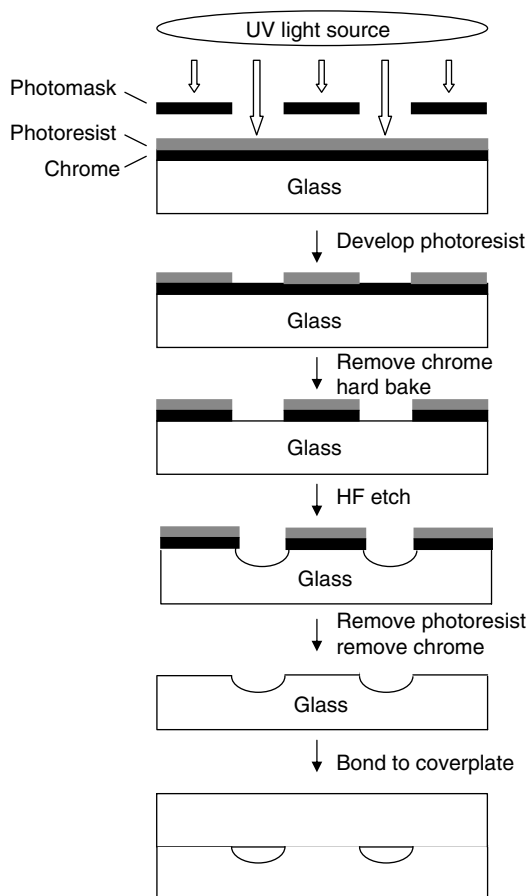 UV light source
Photomask
Photoresist
Chrome
Glass
Develop photoresist
Glass
Remove chrome
hard bake
Glass
HF etch
Glass
Remove photoresist
remove chrome
Glass
Bond to coverplate